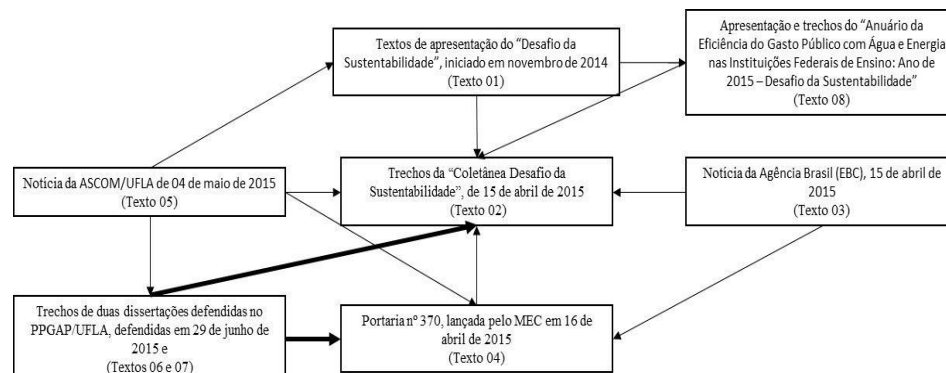 Textos de apresentação do “Desafio da
Sustentabilidade”, iniciado em novembro de 2014
(Texto 01)
Apresentação e trechos do “Anuário da
Eficiência do Gasto Público com Água e Energia
nas Instituições Federais de Ensino: Ano de
2015 – Desafio da Sustentabilidade”
(Texto 08)
Notícia da ASCOM/UFLA de 04 de maio de 2015
(Texto 05)
Trechos da “Coletânea Desafio da
Sustentabilidade”, de 15 de abril de 2015
(Texto 02)
Notícia da Agência Brasil (EBC), 15 de abril de
2015
(Texto 03)
Trechos de duas dissertações defendidas no
PPGAP/UFLA, defendidas em 29 de junho de
2015 e
(Textos 06 e 07)
Portaria nº 370, lançada pelo MEC em 16 de
abril de 2015
(Texto 04)